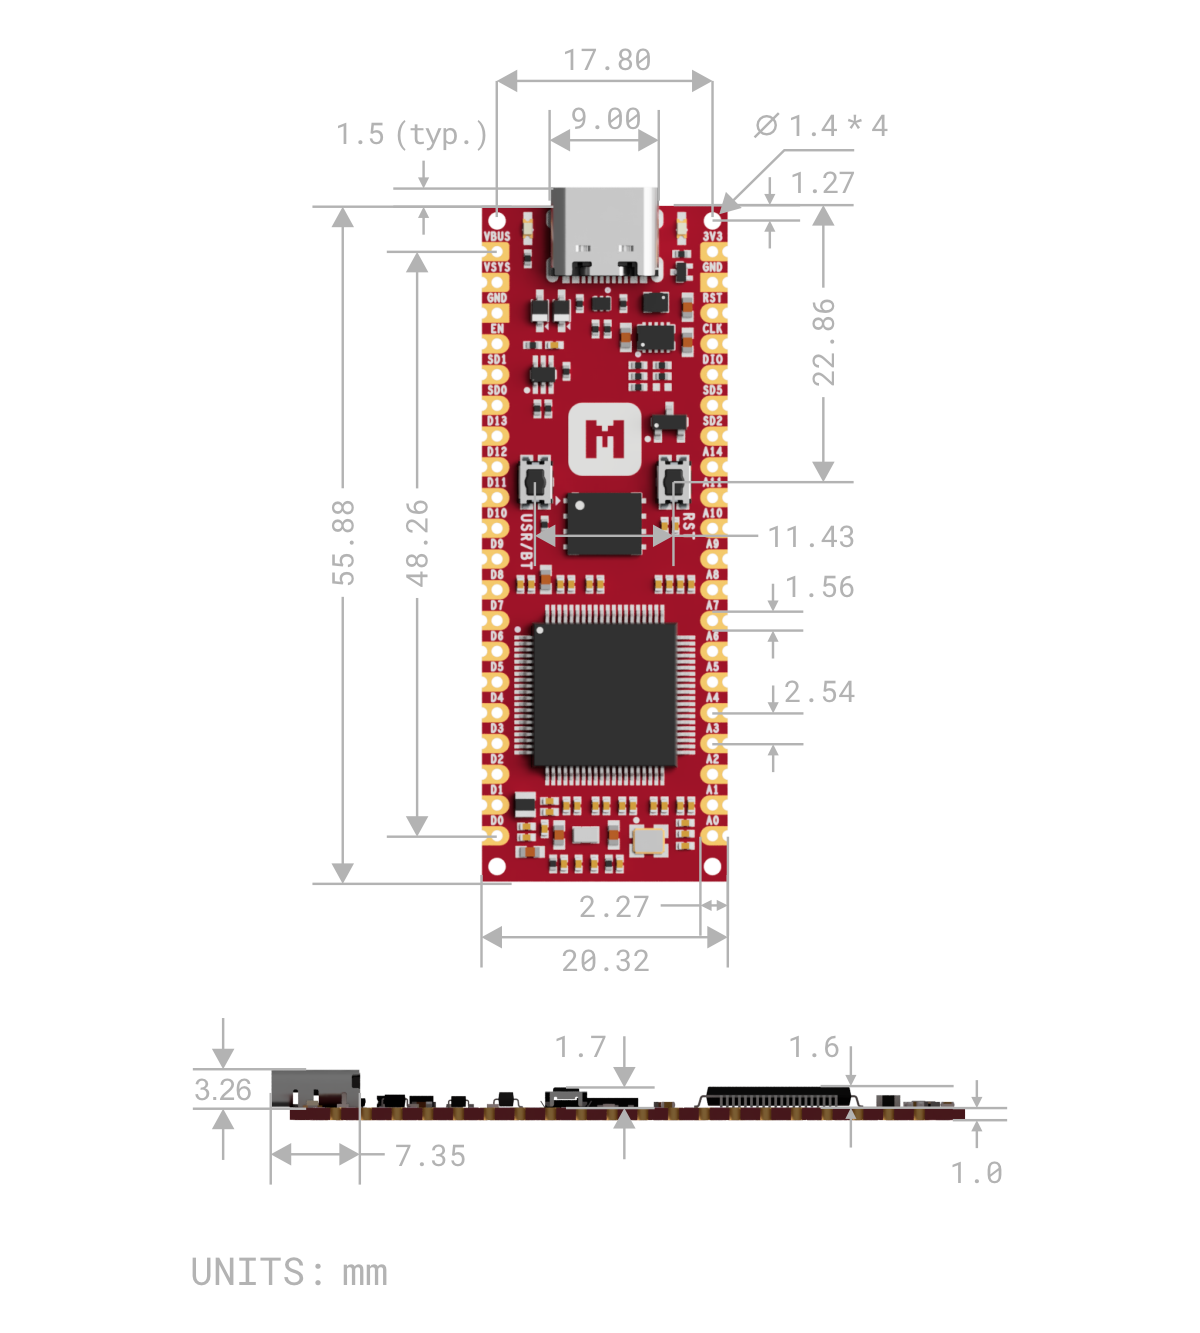 17.80
9.00
1.5 (typ.)
Ø 1.4 * 4
1.27
VBUS
3V3
VSYS
GND
GND
RST
EN
CLK
22.86
SD1
DIO
SD0
SD5
D13
SD2
M
D12
A14
D11
A11
D10
A10
USR/BT
RST
11.43
55.88
48.26
D9
A9
D8
A8
1.56
D7
A7
D6
A6
D5
A5
2.54
D4
A4
D3
A3
D2
A2
D1
A1
D0
A0
2.27
20.32
1.7
1.6
3.26
7.35
1.0
UNITS: mm